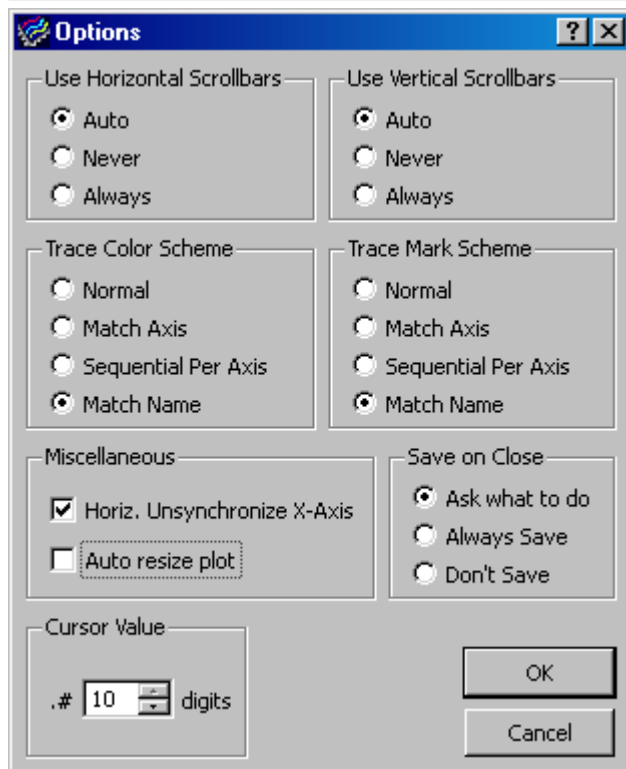 Options
Use Horizontal Scrollbars Use Vertical Scrollbars
Auto Auto
Never Never
Always Always
Trace Color Scheme Trace Mark Scheme
Normal Normal
Match Axis Match Axis
Sequential Per Axis Sequential Per Axis
Match Name Match Name
Miscellaneous Save on Close
Horiz. Unsynchronize X-Axis Ask what to do
Auto resize plot Always Save
Don't Save
Cursor Value
.# 10 digits
OK
Cancel